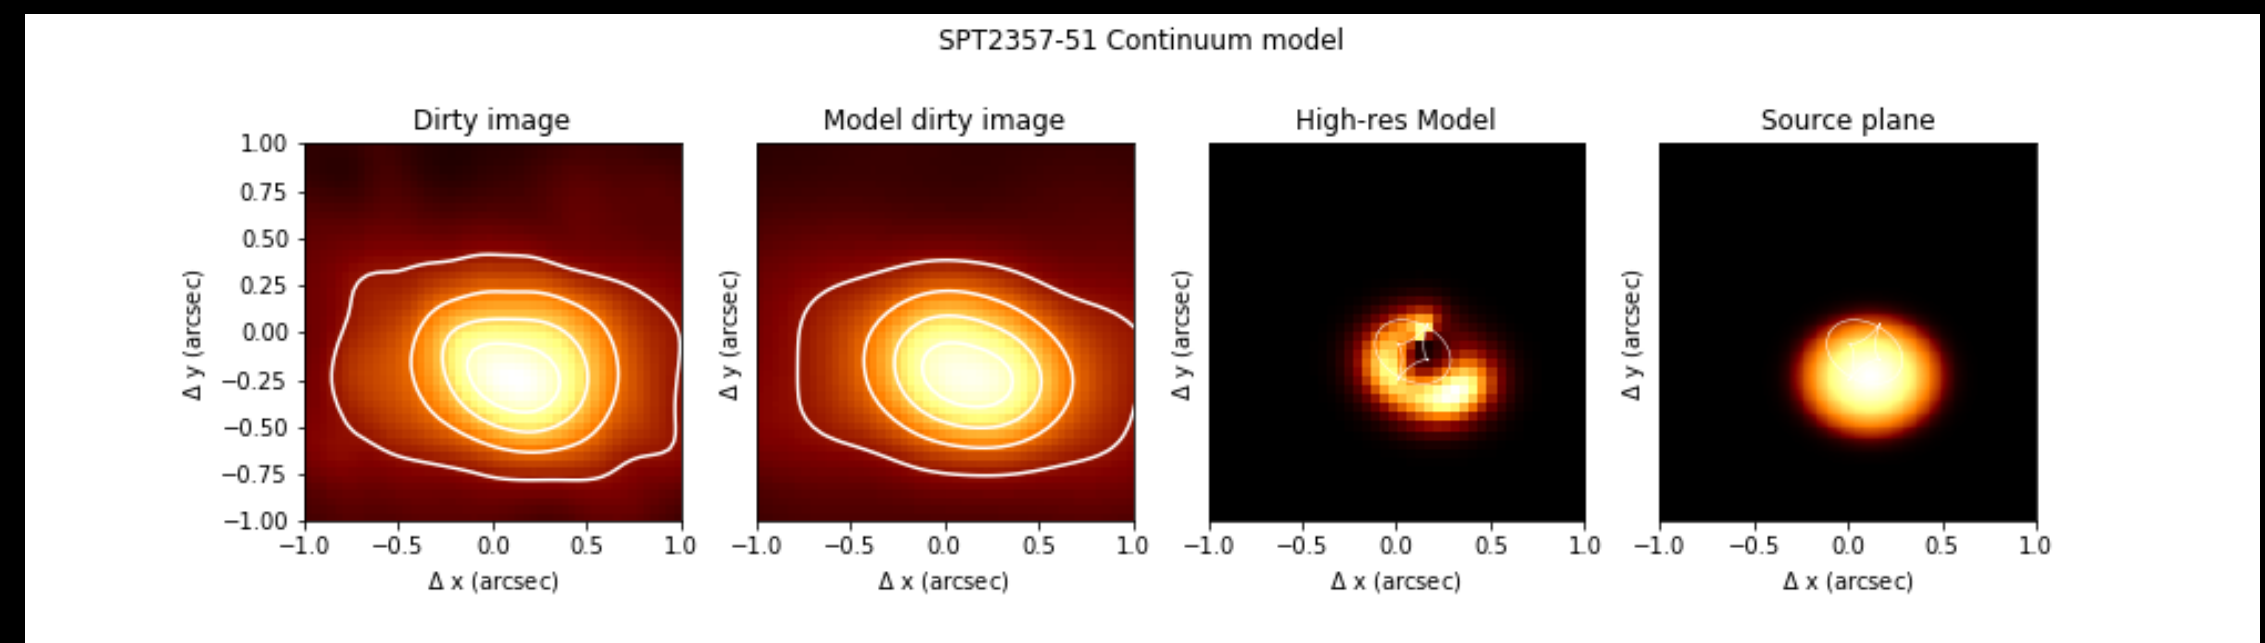 SPT2357-51 Continuum model
Dirty image
Model dirty image
High-res Model
Source plane
1.00
0.75
0.50
0.25
0.00
−0.25
−0.50
−0.75
−1.00
Δ y (arcsec)
Δ y (arcsec)
Δ y (arcsec)
Δ y (arcsec)
−1.0 −0.5 0.0 0.5 1.0
−1.0 −0.5 0.0 0.5 1.0
−1.0 −0.5 0.0 0.5 1.0
−1.0 −0.5 0.0 0.5 1.0
Δ x (arcsec)
Δ x (arcsec)
Δ x (arcsec)
Δ x (arcsec)